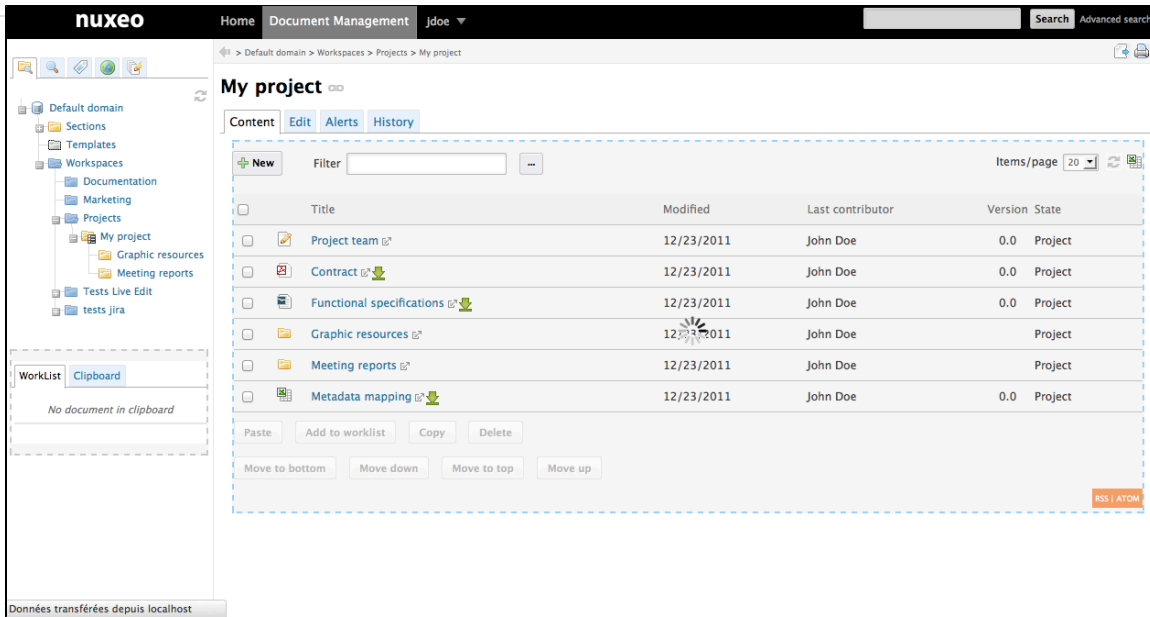 nuxeo
Home Document Management jdoe
Search Advanced search
> Default domain > Workspaces > Projects > My project
My project
Content Edit Alerts History
Default domain
Sections
Templates
Workspaces
Documentation
Marketing
Projects
My project
Graphic resources
Meeting reports
Tests Live Edit
tests jira
WorkList Clipboard
No document in clipboard
New Filter ... Items/page 20
Title Modified Last contributor Version State
Project team 12/23/2011 John Doe 0.0 Project
Contract 12/23/2011 John Doe 0.0 Project
Functional specifications 12/23/2011 John Doe 0.0 Project
Graphic resources 12/23/2011 John Doe Project
Meeting reports 12/23/2011 John Doe Project
Metadata mapping 12/23/2011 John Doe 0.0 Project
Paste Add to worklist Copy Delete
Move to bottom Move down Move to top Move up
RSS | ATOM
Données transférées depuis localhost